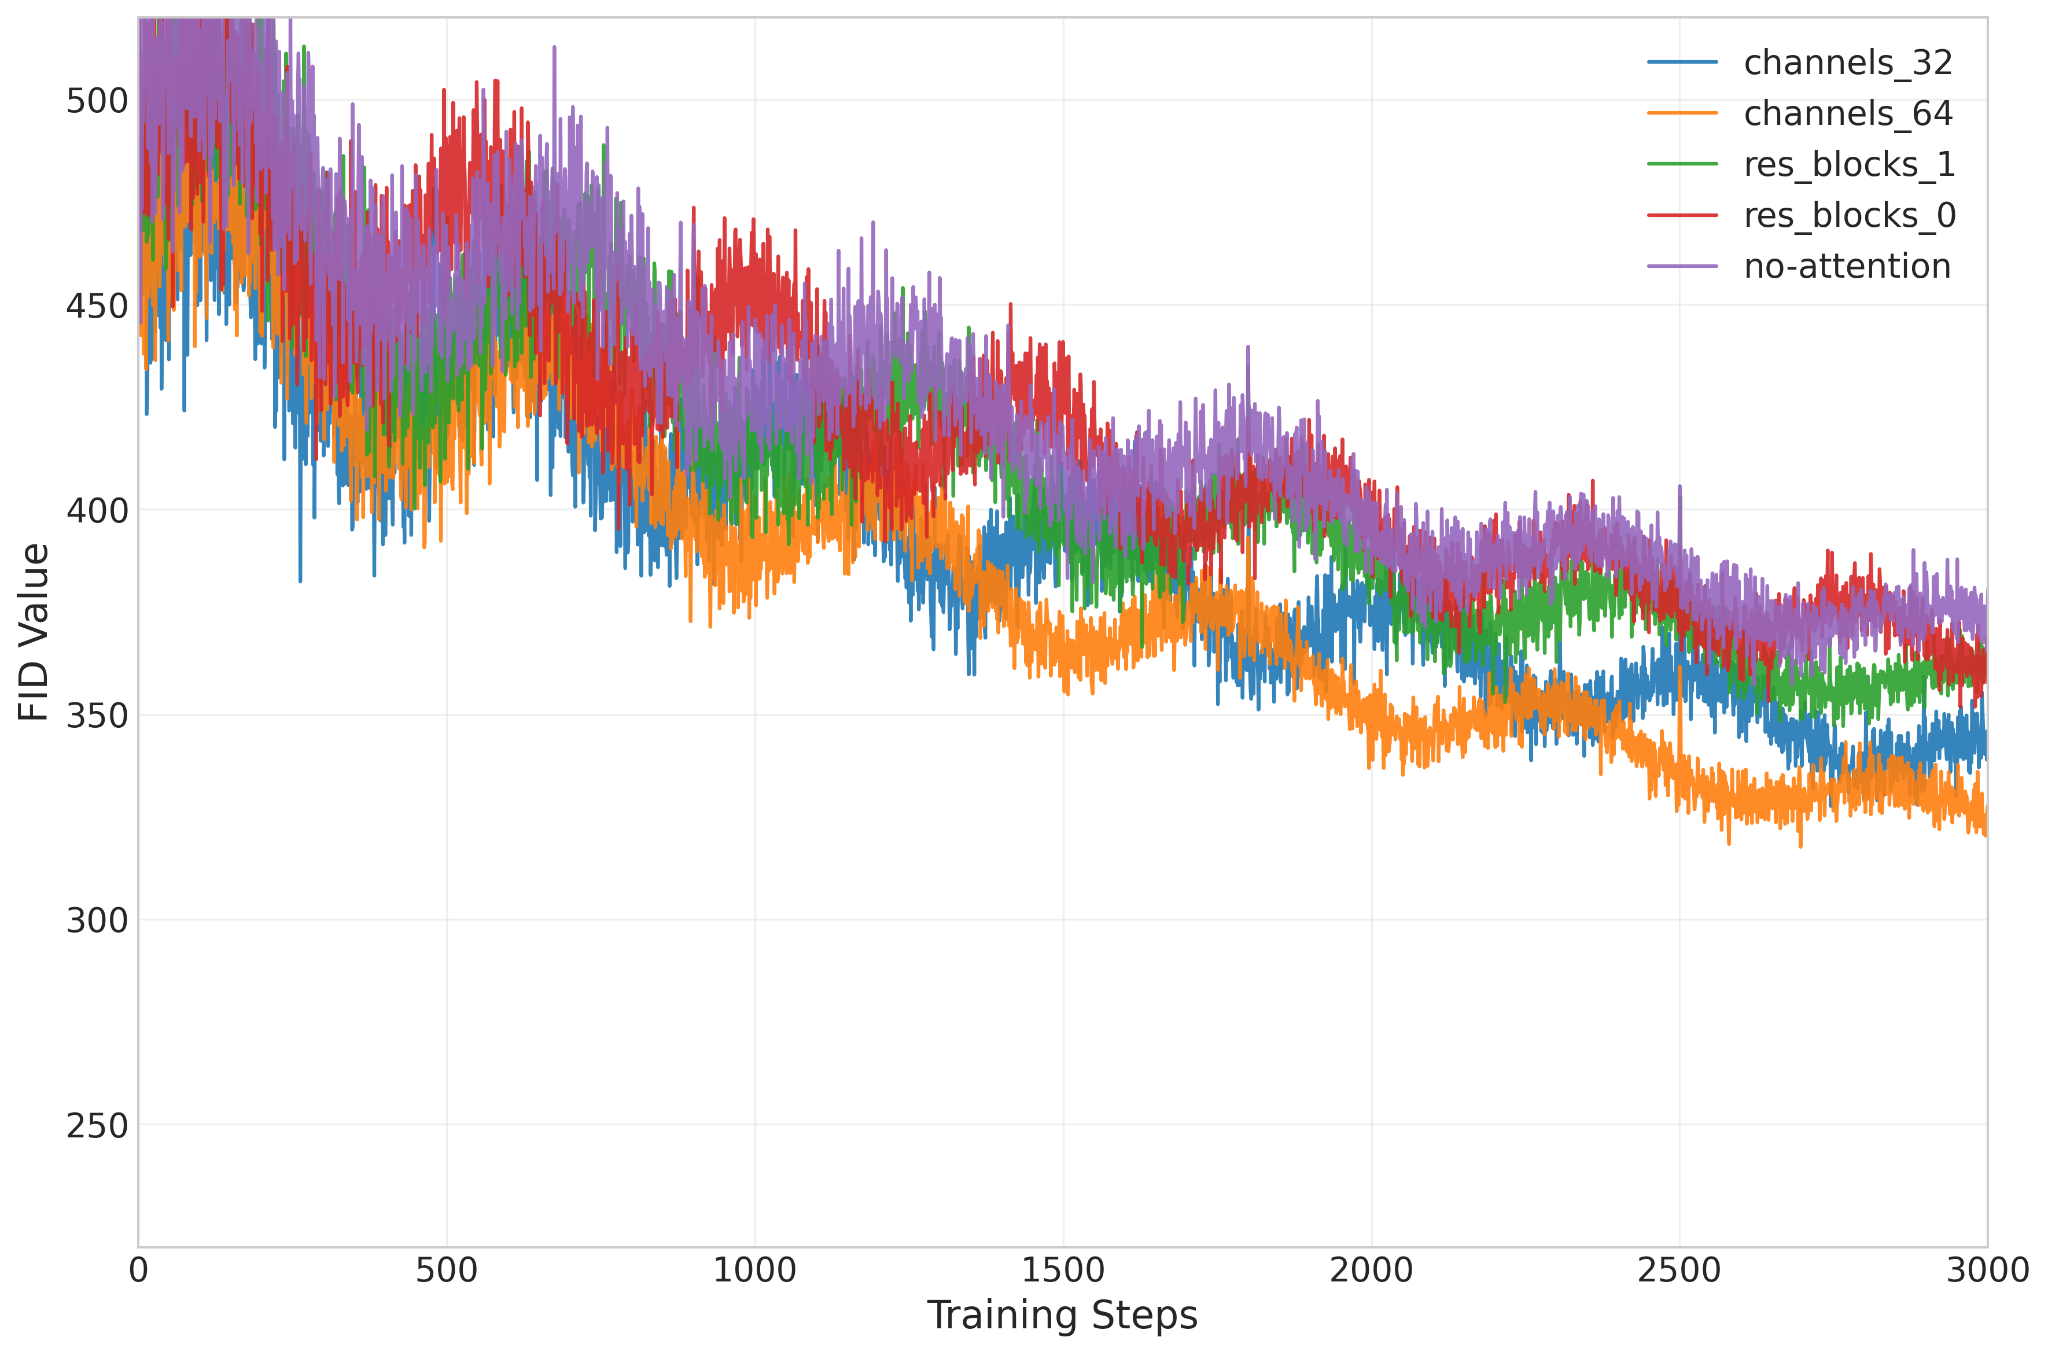 channels_32
channels_64
res_blocks_1
res_blocks_0
no-attention
500
450
400
350
300
250
FID Value
0 500 1000 1500 2000 2500 3000
Training Steps